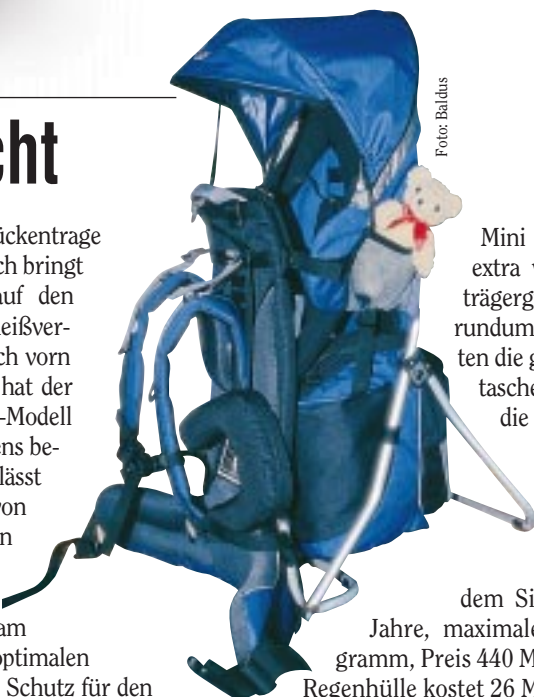 cht
Foto: Baldus
ückentrage
ch bringt
auf den
eißver-
ch vorn
hat der
-Modell
ens be-
lässt
von
n
am
optimalen
Schutz für den
Mini
extra v
trägerg
rundum
ten die g
tasche
die
dem Si
Jahre, maximale
gramm, Preis 440 M
Regenhülle kostet 26 M